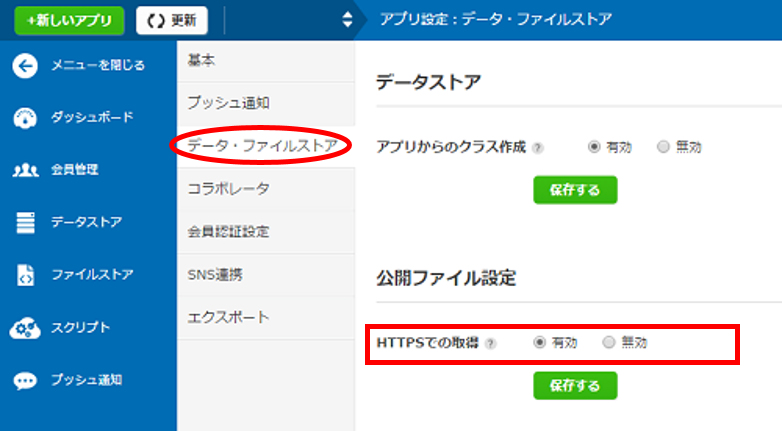 +新しいアプリ
更新
アプリ設定：データ・ファイルストア
メニューを閉じる
ダッシュボード
会員管理
データストア
ファイルストア
スクリプト
プッシュ通知
基本
プッシュ通知
データ・ファイルストア
コラボレータ
会員認証設定
SNS連携
エクスポート
データストア
アプリからのクラス作成 ?
有効
無効
保存する
公開ファイル設定
HTTPSでの取得 ?
有効
無効
保存する